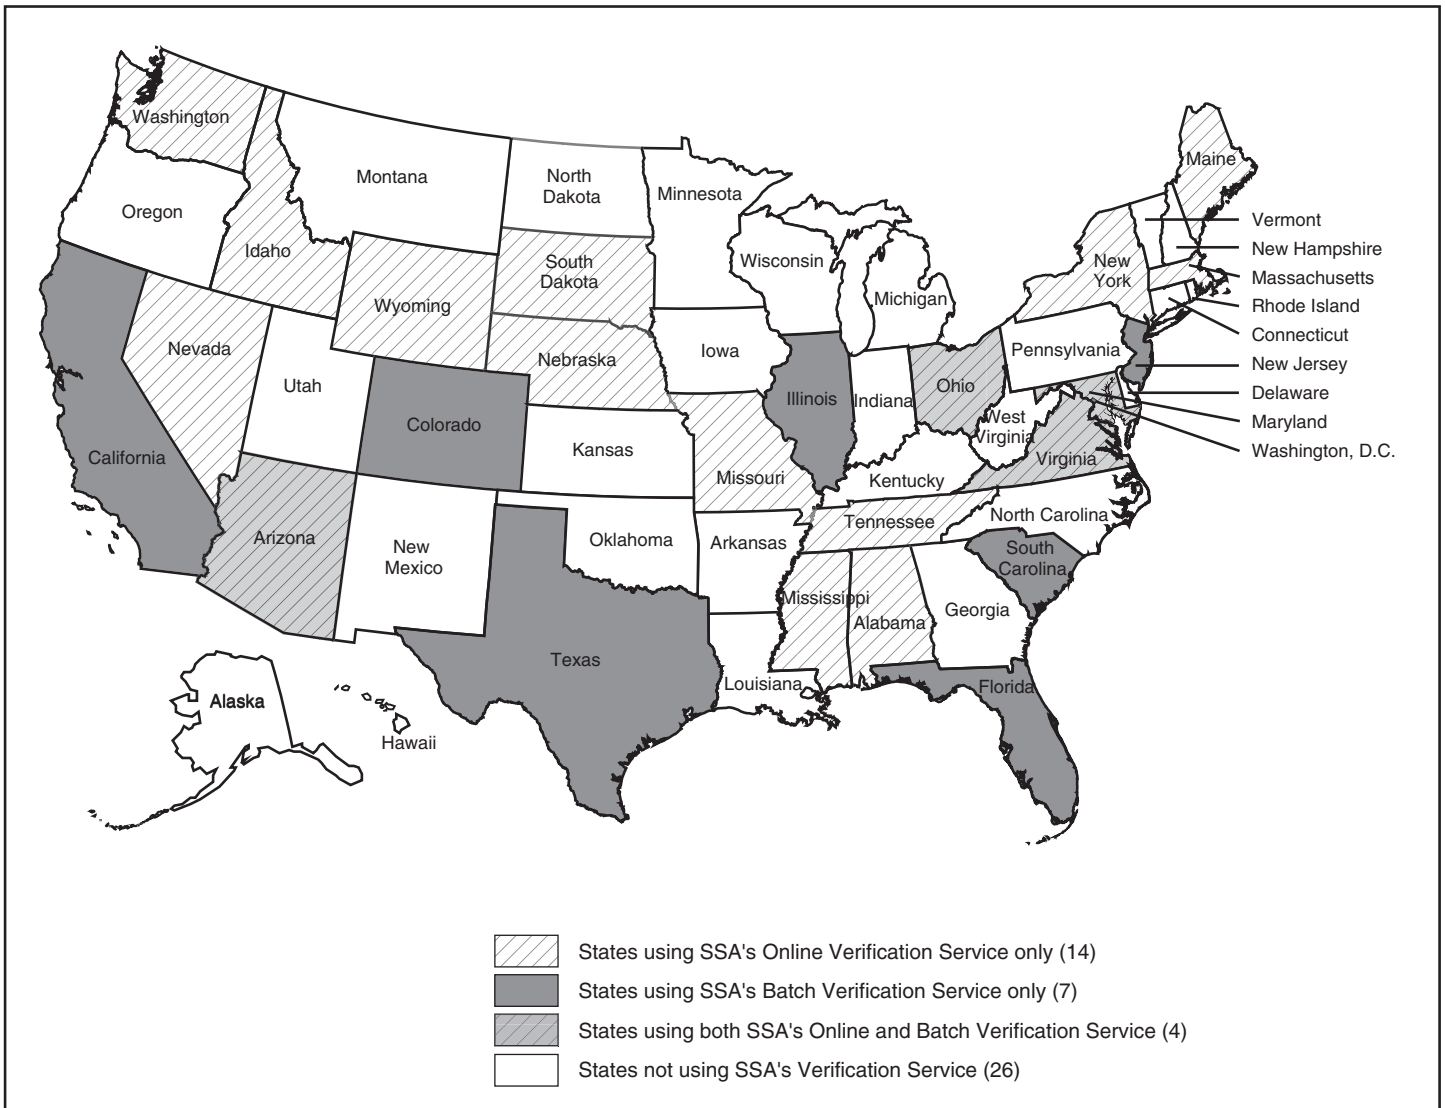 Washington
Montana
North
Dakota
Minnesota
Maine
Oregon
Idaho
Wyoming
South
Dakota
Wisconsin
Michigan
New
York
Vermont
New Hampshire
Massachusetts
Rhode Island
Connecticut
New Jersey
Delaware
Maryland
Washington, D.C.
Nevada
Utah
Nebraska
Iowa
Pennsylvania
California
Colorado
Kansas
Missouri
Illinois
Indiana
Ohio
West
Virginia
Virginia
Kentucky
Arizona
New
Mexico
Oklahoma
Arkansas
Tennessee
North Carolina
South
Carolina
Mississippi
Alabama
Georgia
Texas
Louisiana
Florida
Alaska
Hawaii
States using SSA's Online Verification Service only (14)
States using SSA's Batch Verification Service only (7)
States using both SSA's Online and Batch Verification Service (4)
States not using SSA's Verification Service (26)